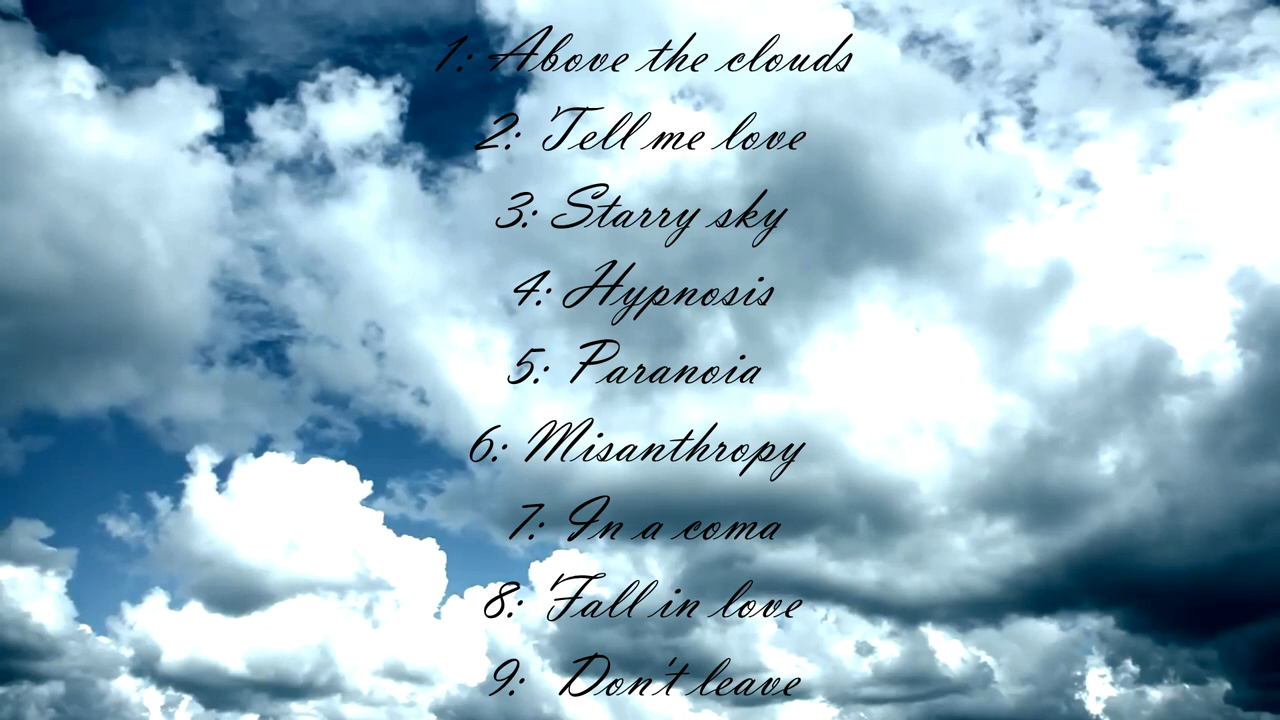 1: Above the clouds
2: Tell me love
3: Starry sky
4: Hypnosis
5: Paranoia
6: Misanthropy
7: In a coma
8: Fall in love
9: Don't leave